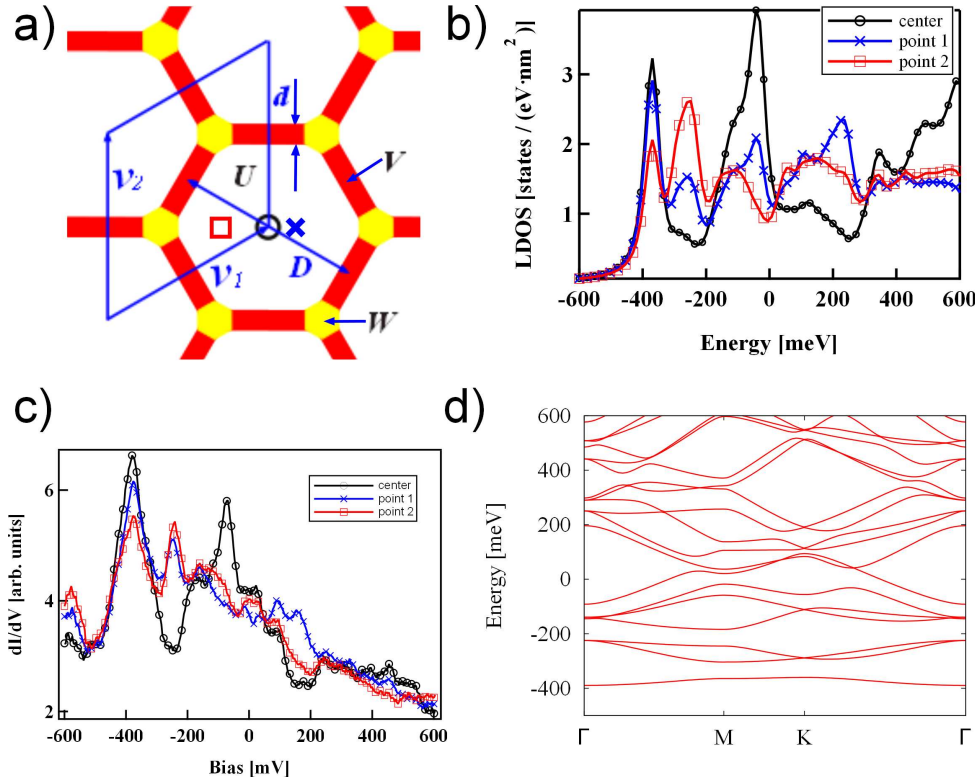 a)
d
U
V
v2
v1
D
W
b)
LDOS [states / (eV·nm²)]
3
2
1
center
point 1
point 2
-600 -400 -200 0 200 400 600
Energy [meV]
c)
dI/dV [arb. units]
6
4
2
center
point 1
point 2
-600 -400 -200 0 200 400 600
Bias [mV]
d)
Energy [meV]
600
400
200
0
-200
-400
Γ M K Γ